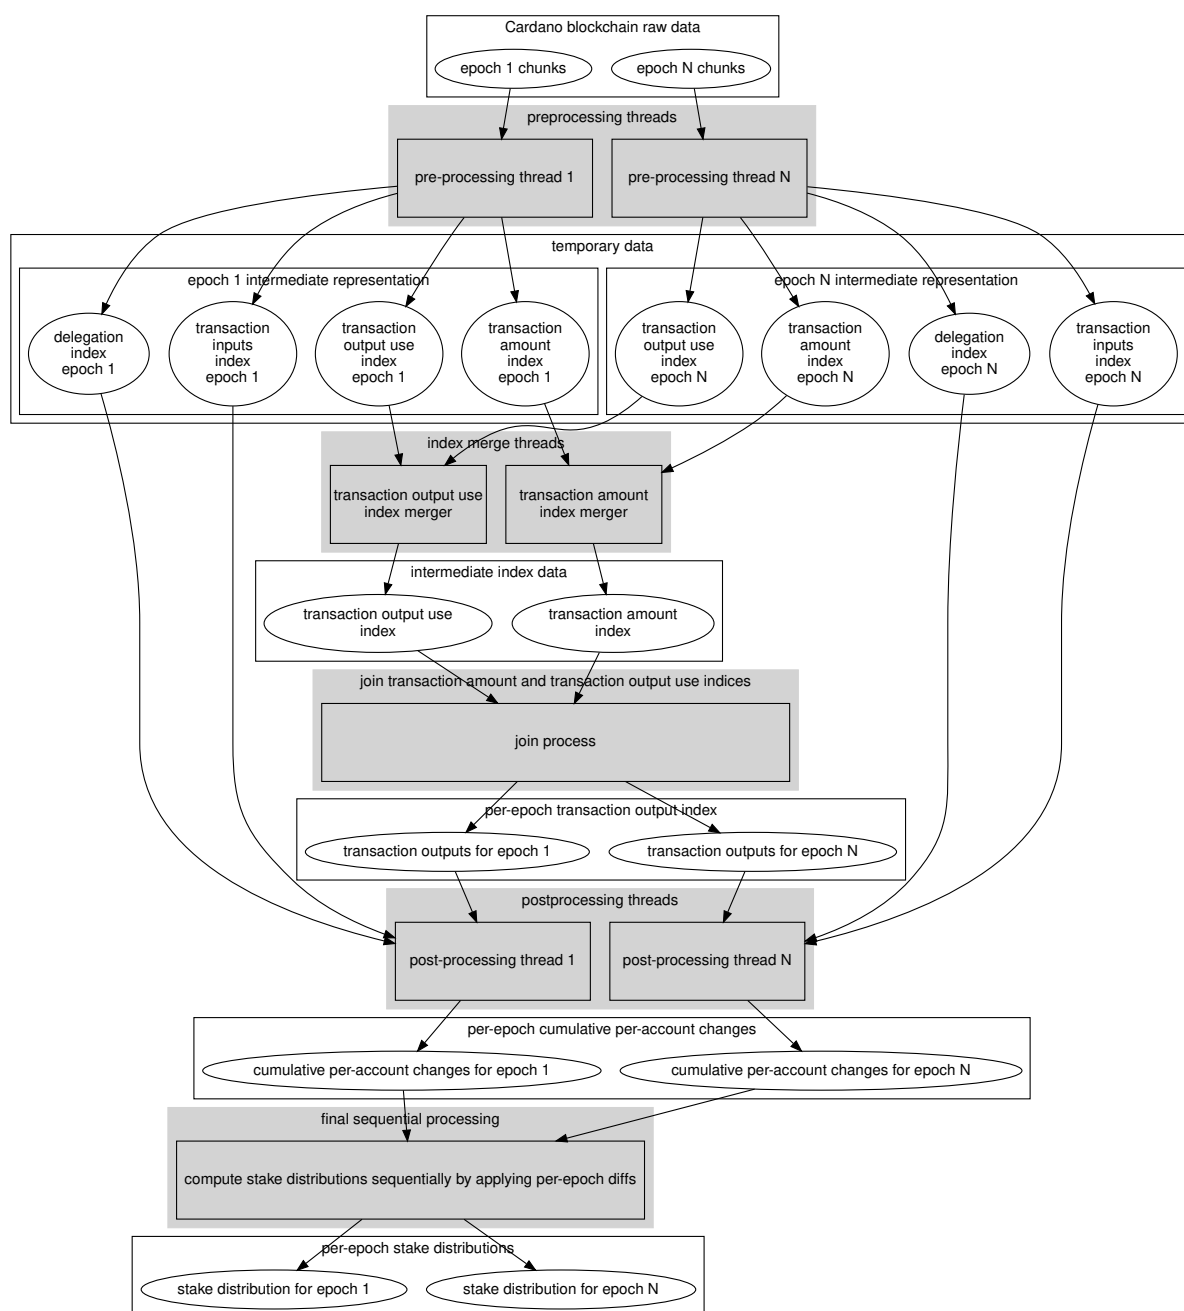 Cardano blockchain raw data
epoch 1 chunks
epoch N chunks
preprocessing threads
pre-processing thread 1
pre-processing thread N
temporary data
epoch 1 intermediate representation
epoch N intermediate representation
delegation
index
epoch 1
transaction
inputs
index
epoch 1
transaction
output use
index
epoch 1
transaction
amount
index
epoch 1
transaction
output use
index
epoch N
transaction
amount
index
epoch N
delegation
index
epoch N
transaction
inputs
index
epoch N
index merge threads
transaction output use
index merger
transaction amount
index merger
intermediate index data
transaction output use
index
transaction amount
index
join transaction amount and transaction output use indices
join process
per-epoch transaction output index
transaction outputs for epoch 1
transaction outputs for epoch N
postprocessing threads
post-processing thread 1
post-processing thread N
per-epoch cumulative per-account changes
cumulative per-account changes for epoch 1
cumulative per-account changes for epoch N
final sequential processing
compute stake distributions sequentially by applying per-epoch diffs
per-epoch stake distributions
stake distribution for epoch 1
stake distribution for epoch N